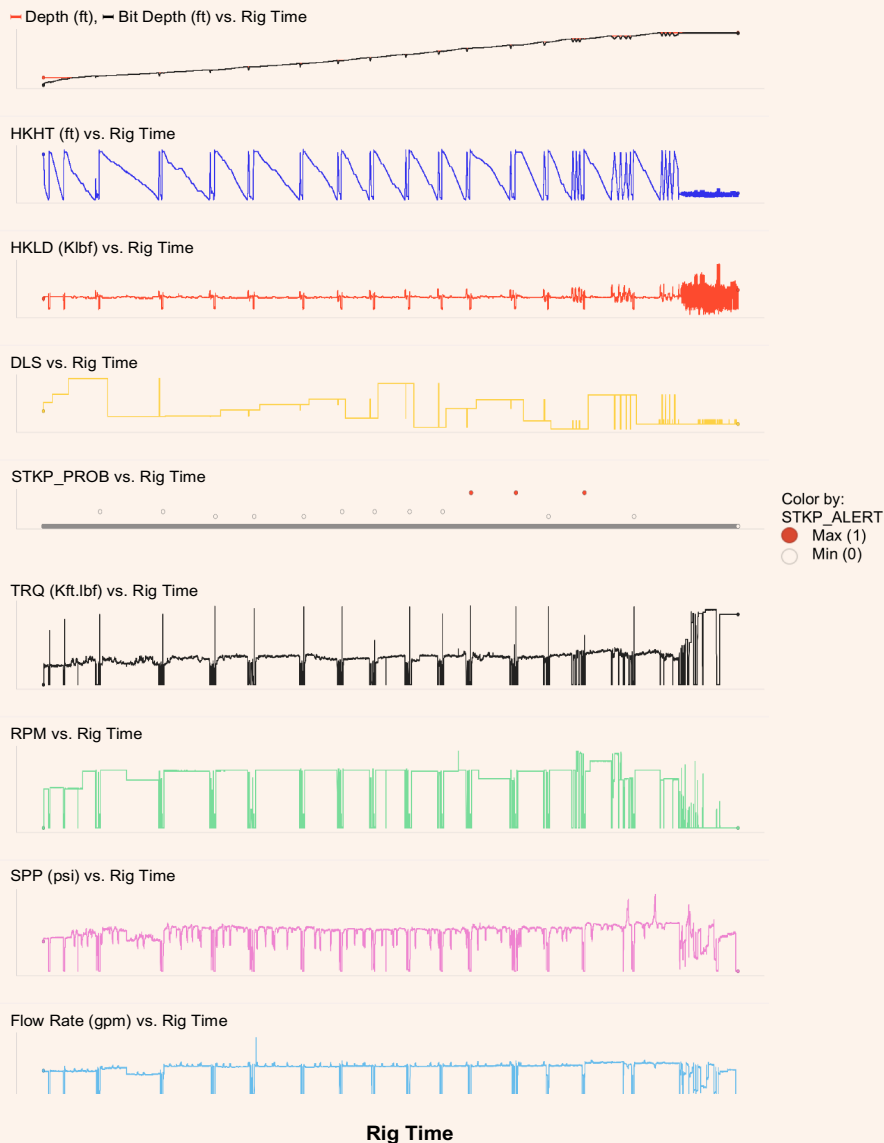 Depth (ft), Bit Depth (ft) vs. Rig Time
HKHT (ft) vs. Rig Time
HKLD (Klbf) vs. Rig Time
DLS vs. Rig Time
STKP_PROB vs. Rig Time
Color by:
STKP_ALERT
Max (1)
Min (0)
TRQ (Kft.lbf) vs. Rig Time
RPM vs. Rig Time
SPP (psi) vs. Rig Time
Flow Rate (gpm) vs. Rig Time
Rig Time